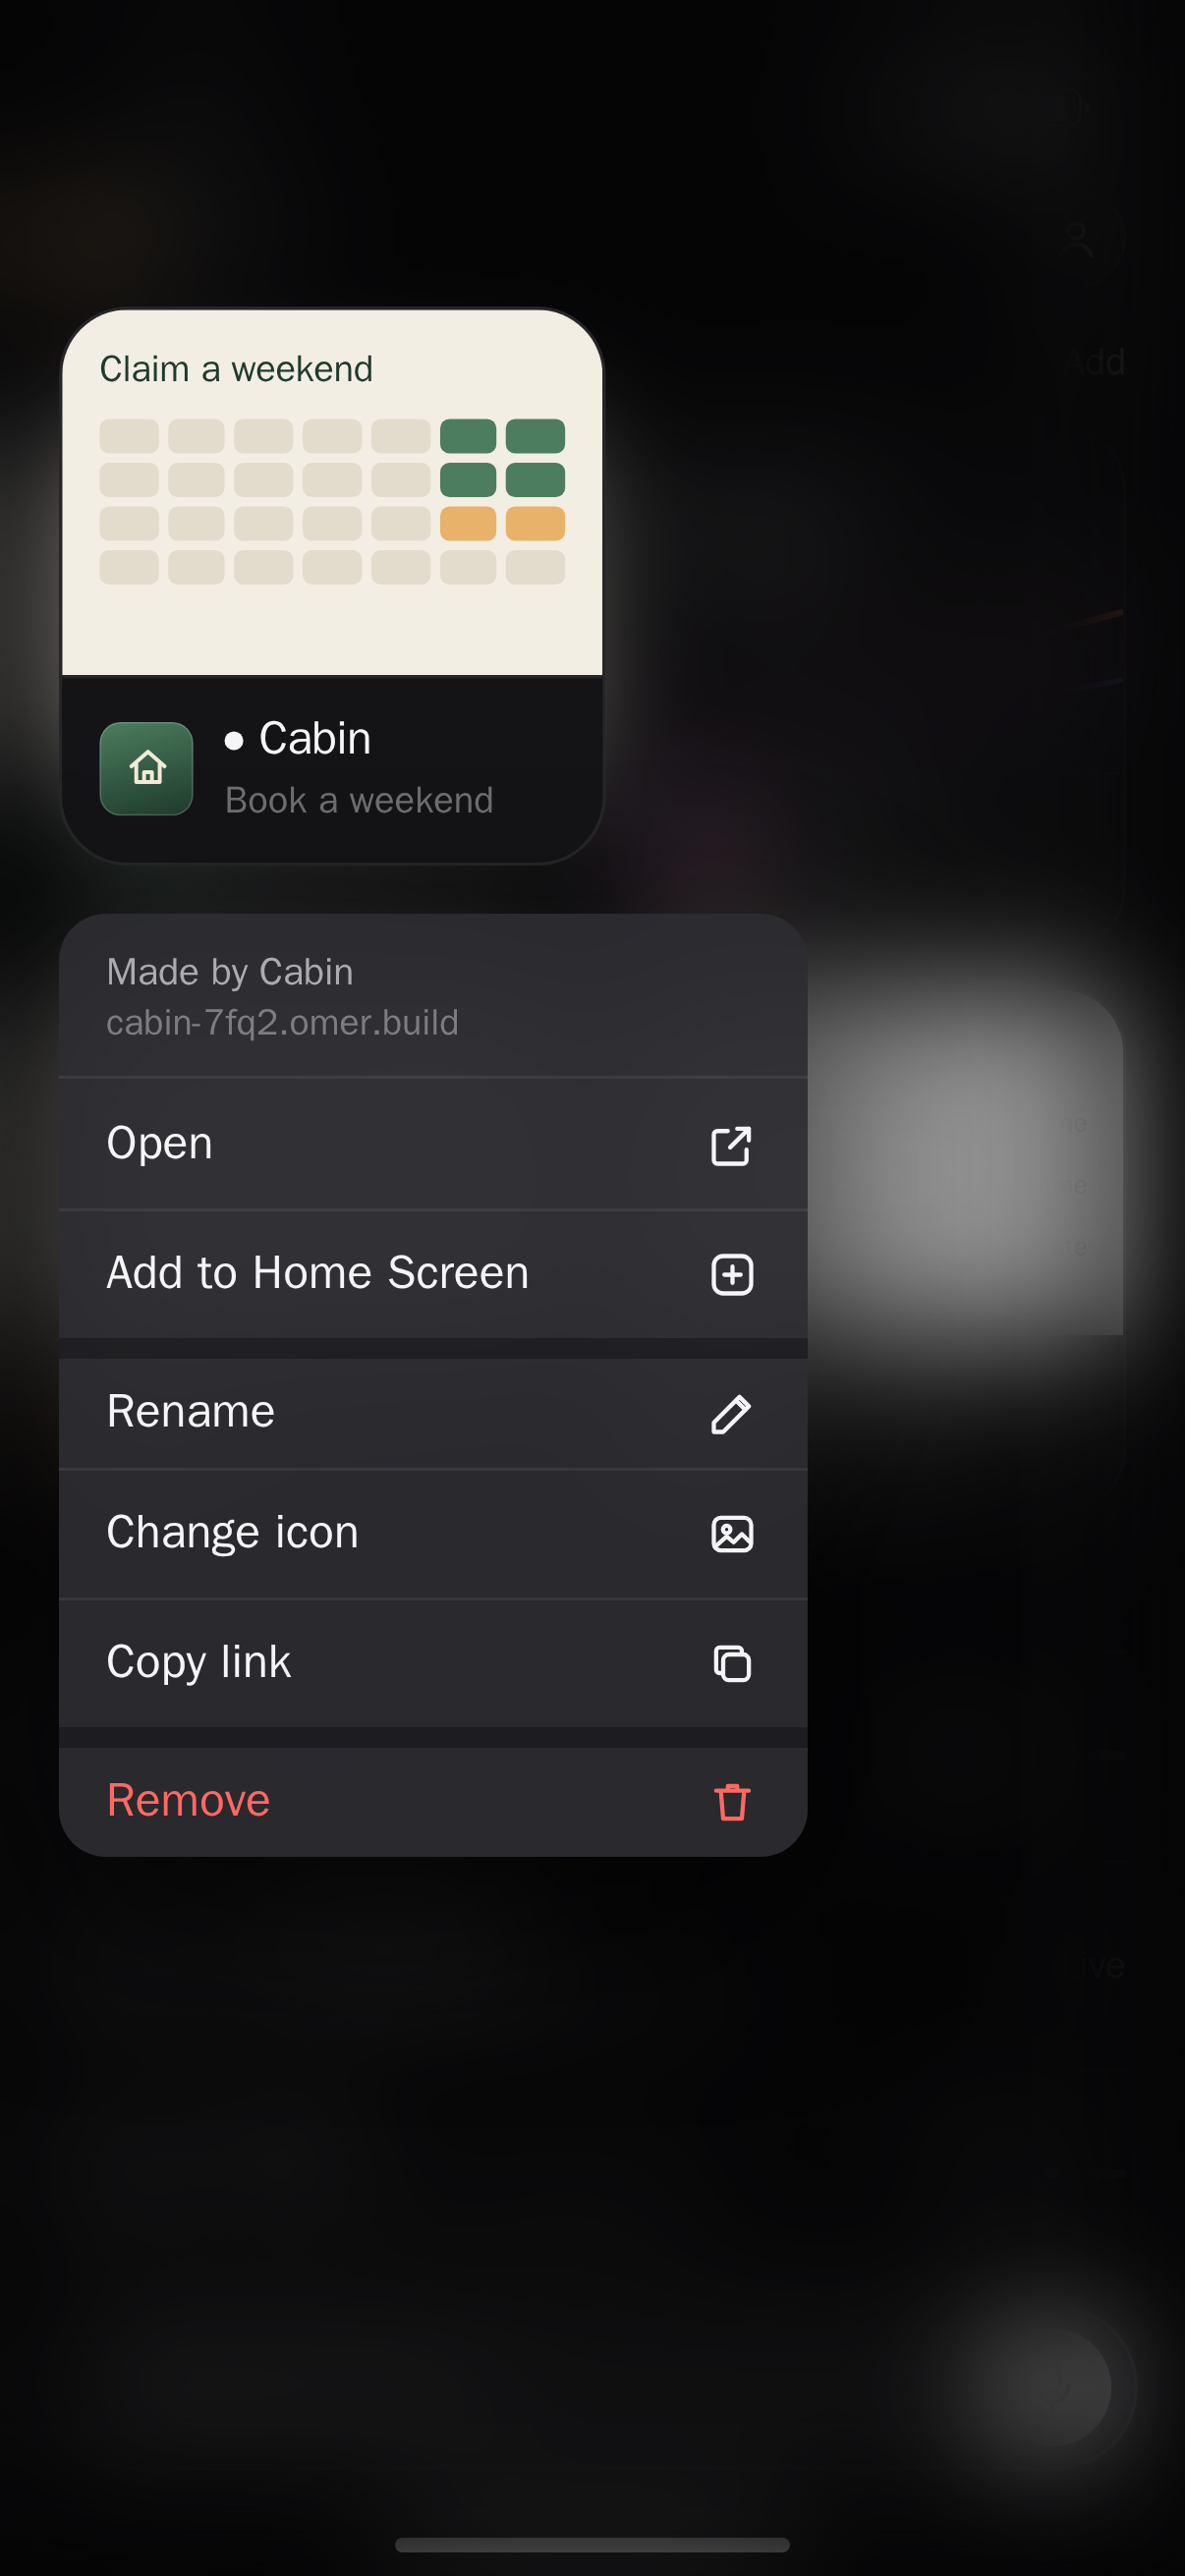 Claim a weekend
Cabin
Book a weekend
Made by Cabin
cabin-7fq2.omer.build
Open
Add to Home Screen
Rename
Change icon
Copy link
Remove
Add